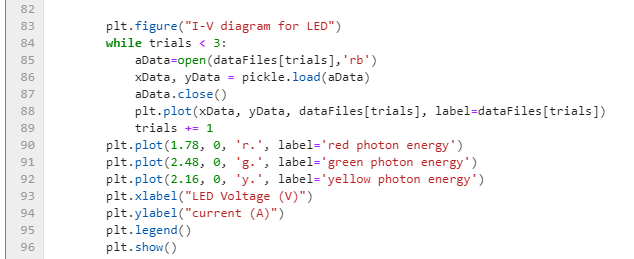 82
83 plt.figure("I-V diagram for LED")
84 while trials < 3:
85 aData=open(dataFiles[trials],'rb')
86 xData, yData = pickle.load(aData)
87 aData.close()
88 plt.plot(xData, yData, dataFiles[trials], label=dataFiles[trials])
89 trials += 1
90 plt.plot(1.78, 0, 'r.', label='red photon energy')
91 plt.plot(2.48, 0, 'g.', label='green photon energy')
92 plt.plot(2.16, 0, 'y.', label='yellow photon energy')
93 plt.xlabel("LED Voltage (V)")
94 plt.ylabel("current (A)")
95 plt.legend()
96 plt.show()